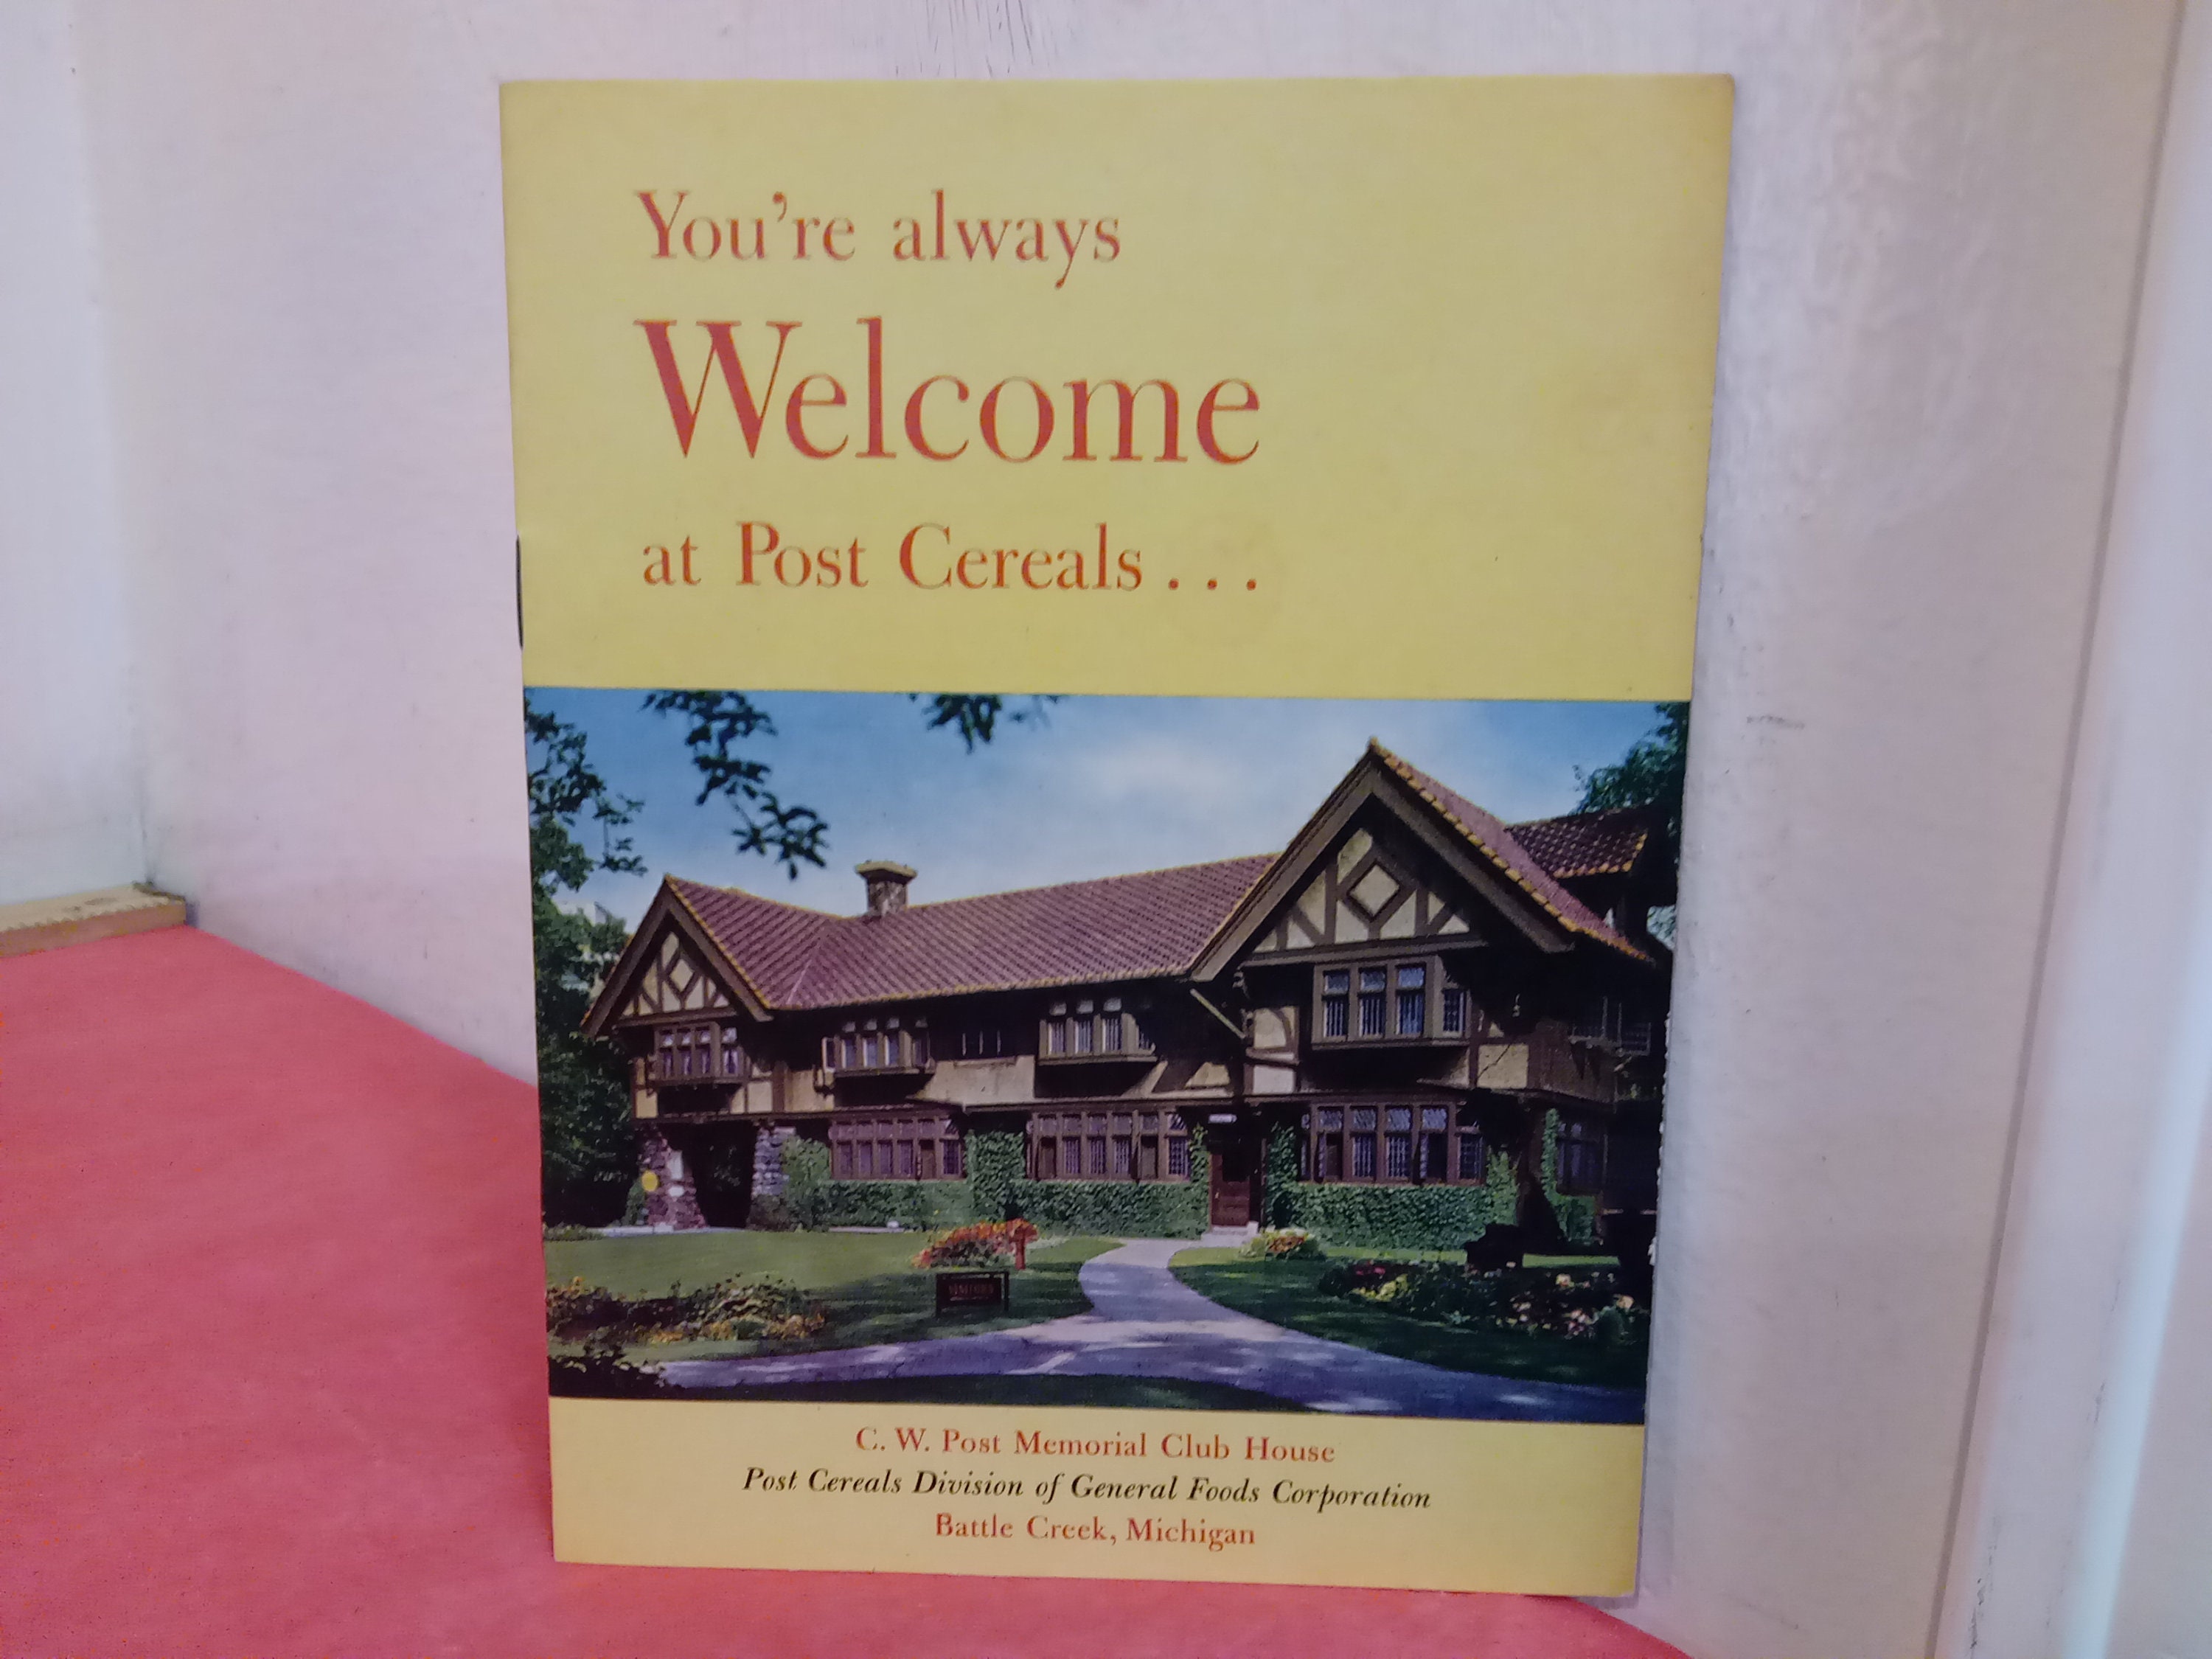 You're always
Welcome
at Post Cereals . . .
C. W. Post Memorial Club House
Post Cereals Division of General Foods Corporation
Battle Creek, Michigan